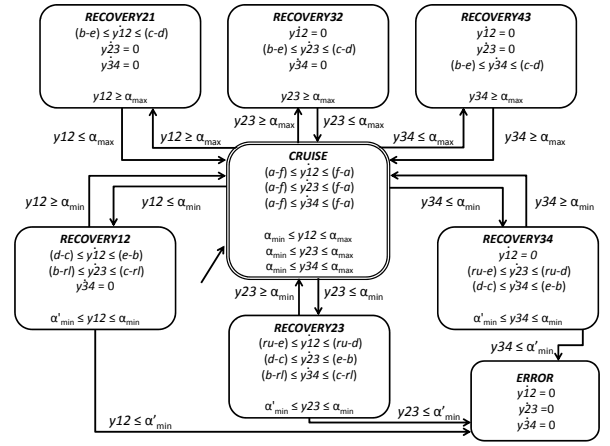 RECOVERY21
(b-e) ≤ ẏ12 ≤ (c-d)
ẏ23 = 0
ẏ34 = 0
y12 ≥ αmax
RECOVERY32
ẏ12 = 0
(b-e) ≤ ẏ23 ≤ (c-d)
ẏ34 = 0
y23 ≥ αmax
RECOVERY43
ẏ12 = 0
ẏ23 = 0
(b-e) ≤ ẏ34 ≤ (c-d)
y34 ≥ αmax
y12 ≤ αmax
y12 ≥ αmax
y23 ≥ αmax
y23 ≤ αmax
y34 ≤ αmax
y34 ≥ αmax
CRUISE
(a-f) ≤ ẏ12 ≤ (f-a)
(a-f) ≤ ẏ23 ≤ (f-a)
(a-f) ≤ ẏ34 ≤ (f-a)
αmin ≤ y12 ≤ αmax
αmin ≤ y23 ≤ αmax
αmin ≤ y34 ≤ αmax
y12 ≥ αmin
y12 ≤ αmin
y34 ≤ αmin
y34 ≥ αmin
RECOVERY12
(d-c) ≤ ẏ12 ≤ (e-b)
(b-rl) ≤ ẏ23 ≤ (c-rl)
ẏ34 = 0
α'min ≤ y12 ≤ αmin
RECOVERY34
ẏ12 = 0
(ru-e) ≤ ẏ23 ≤ (ru-d)
(d-c) ≤ ẏ34 ≤ (e-b)
α'min ≤ y34 ≤ αmin
y23 ≥ αmin
y23 ≤ αmin
RECOVERY23
(ru-e) ≤ ẏ12 ≤ (ru-d)
(d-c) ≤ ẏ23 ≤ (e-b)
(b-rl) ≤ ẏ34 ≤ (c-rl)
α'min ≤ y23 ≤ αmin
y34 ≤ α'min
ERROR
ẏ12 = 0
ẏ23 =0
ẏ34 = 0
y12 ≤ α'min
y23 ≤ α'min